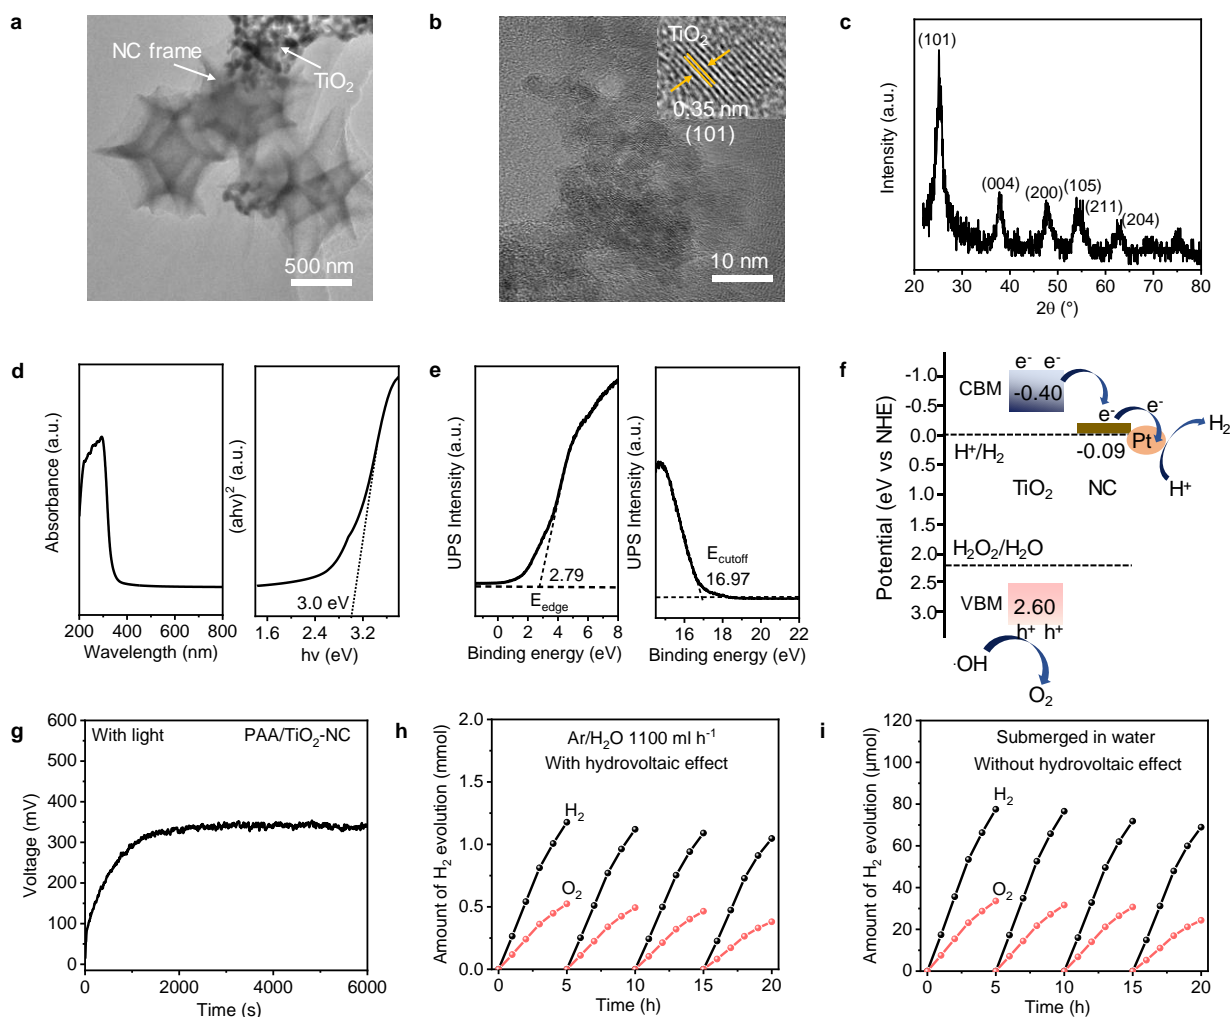 a
NC frame
TiO₂
500 nm
b
TiO₂
0.35 nm
(101)
10 nm
c
Intensity (a.u.)
(101)
(004)
(200)
(105)
(211)
(204)
20 30 40 50 60 70 80
2θ (°)
d
Absorbance (a.u.)
200 400 600 800
Wavelength (nm)
(ahv)² (a.u.)
3.0 eV
1.6 2.4 3.2
hv (eV)
e
UPS Intensity (a.u.)
2.79
E_edge
0 2 4 6 8
Binding energy (eV)
UPS Intensity (a.u.)
E_cutoff
16.97
16 18 20 22
Binding energy (eV)
f
Potential (eV vs NHE)
-1.0
-0.5
0.0
0.5
1.0
1.5
2.0
2.5
3.0
CBM
e⁻ e⁻
-0.40
e⁻
e⁻
Pt
H₂
H⁺/H₂
-0.09
H⁺
TiO₂
NC
H₂O₂/H₂O
VBM
2.60
h⁺ h⁺
·OH
O₂
g
With light
PAA/TiO₂-NC
Voltage (mV)
600
500
400
300
200
100
0
0 2000 4000 6000
Time (s)
h
Amount of H₂ evolution (mmol)
2.0
1.5
1.0
0.5
0.0
Ar/H₂O 1100 ml h⁻¹
With hydrovoltaic effect
H₂
O₂
0 5 10 15 20
Time (h)
i
Amount of H₂ evolution (μmol)
120
100
80
60
40
20
0
Submerged in water
Without hydrovoltaic effect
H₂
O₂
0 5 10 15 20
Time (h)